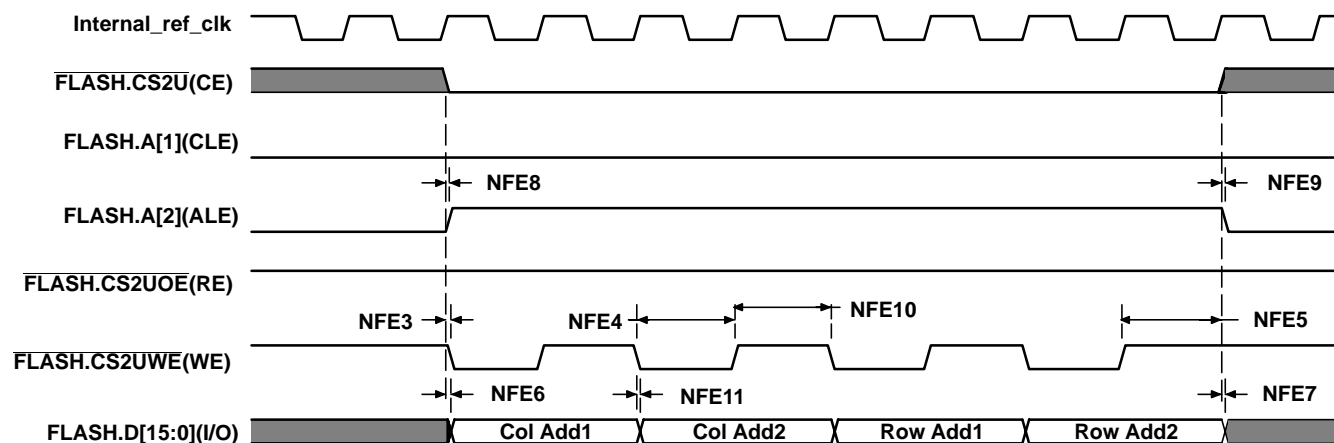 Internal_ref_clk
FLASH.CS2U(CE)
FLASH.A[1](CLE)
NFE8
NFE9
FLASH.A[2](ALE)
FLASH.CS2UOE(RE)
NFE3
NFE4
NFE10
NFE5
FLASH.CS2UWE(WE)
NFE6
NFE11
NFE7
FLASH.D[15:0](I/O)
Col Add1
Col Add2
Row Add1
Row Add2